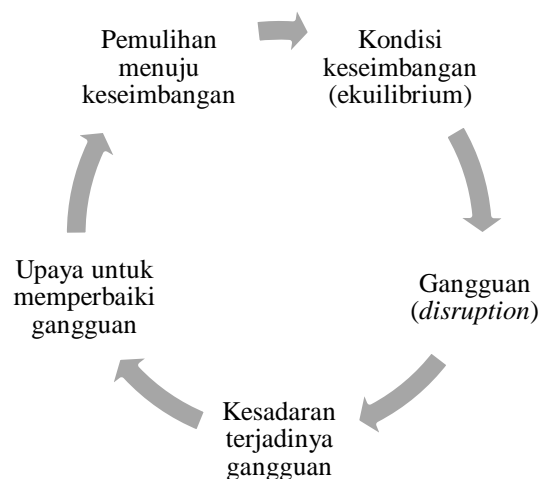 Pemulihan
menuju
keseimbangan
Kondisi
keseimbangan
(ekuilibrium)
Gangguan
(disruption)
Kesadaran
terjadinya
gangguan
Upaya untuk
memperbaiki
gangguan